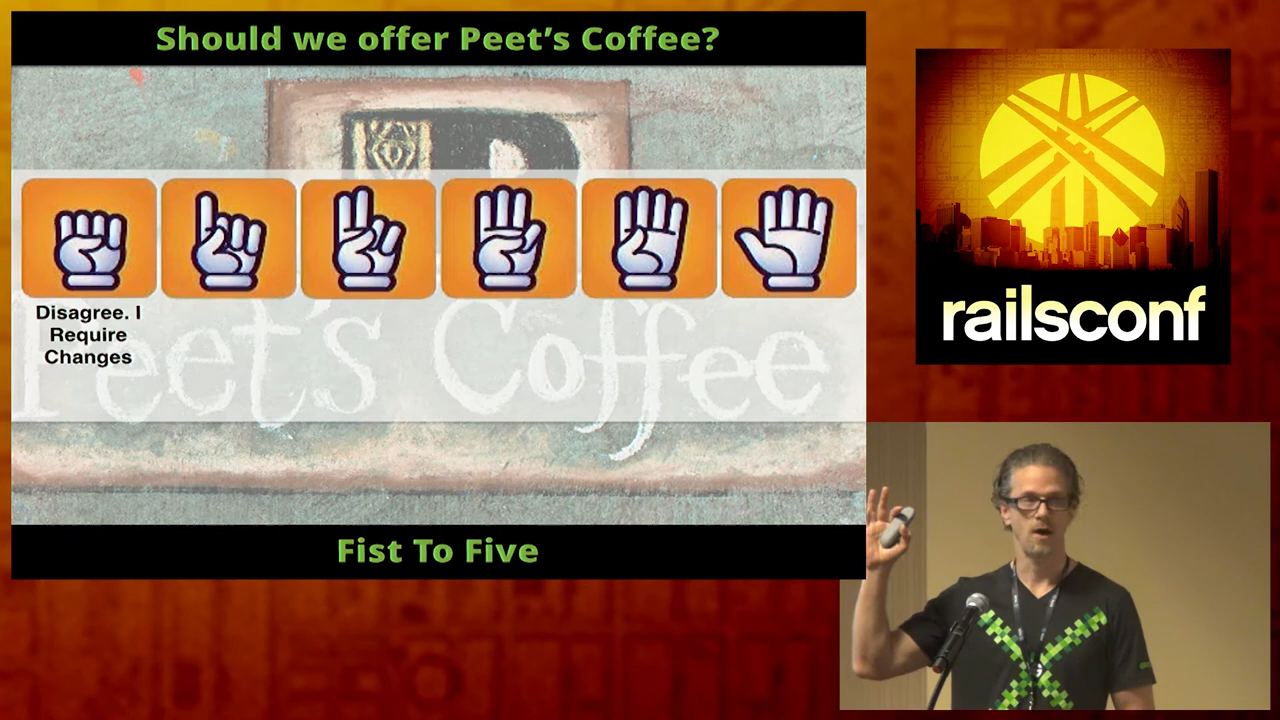 Should we offer Peet's Coffee?
Disagree. I
Require
Changes
Peet's Coffee
Fist To Five
railsconf